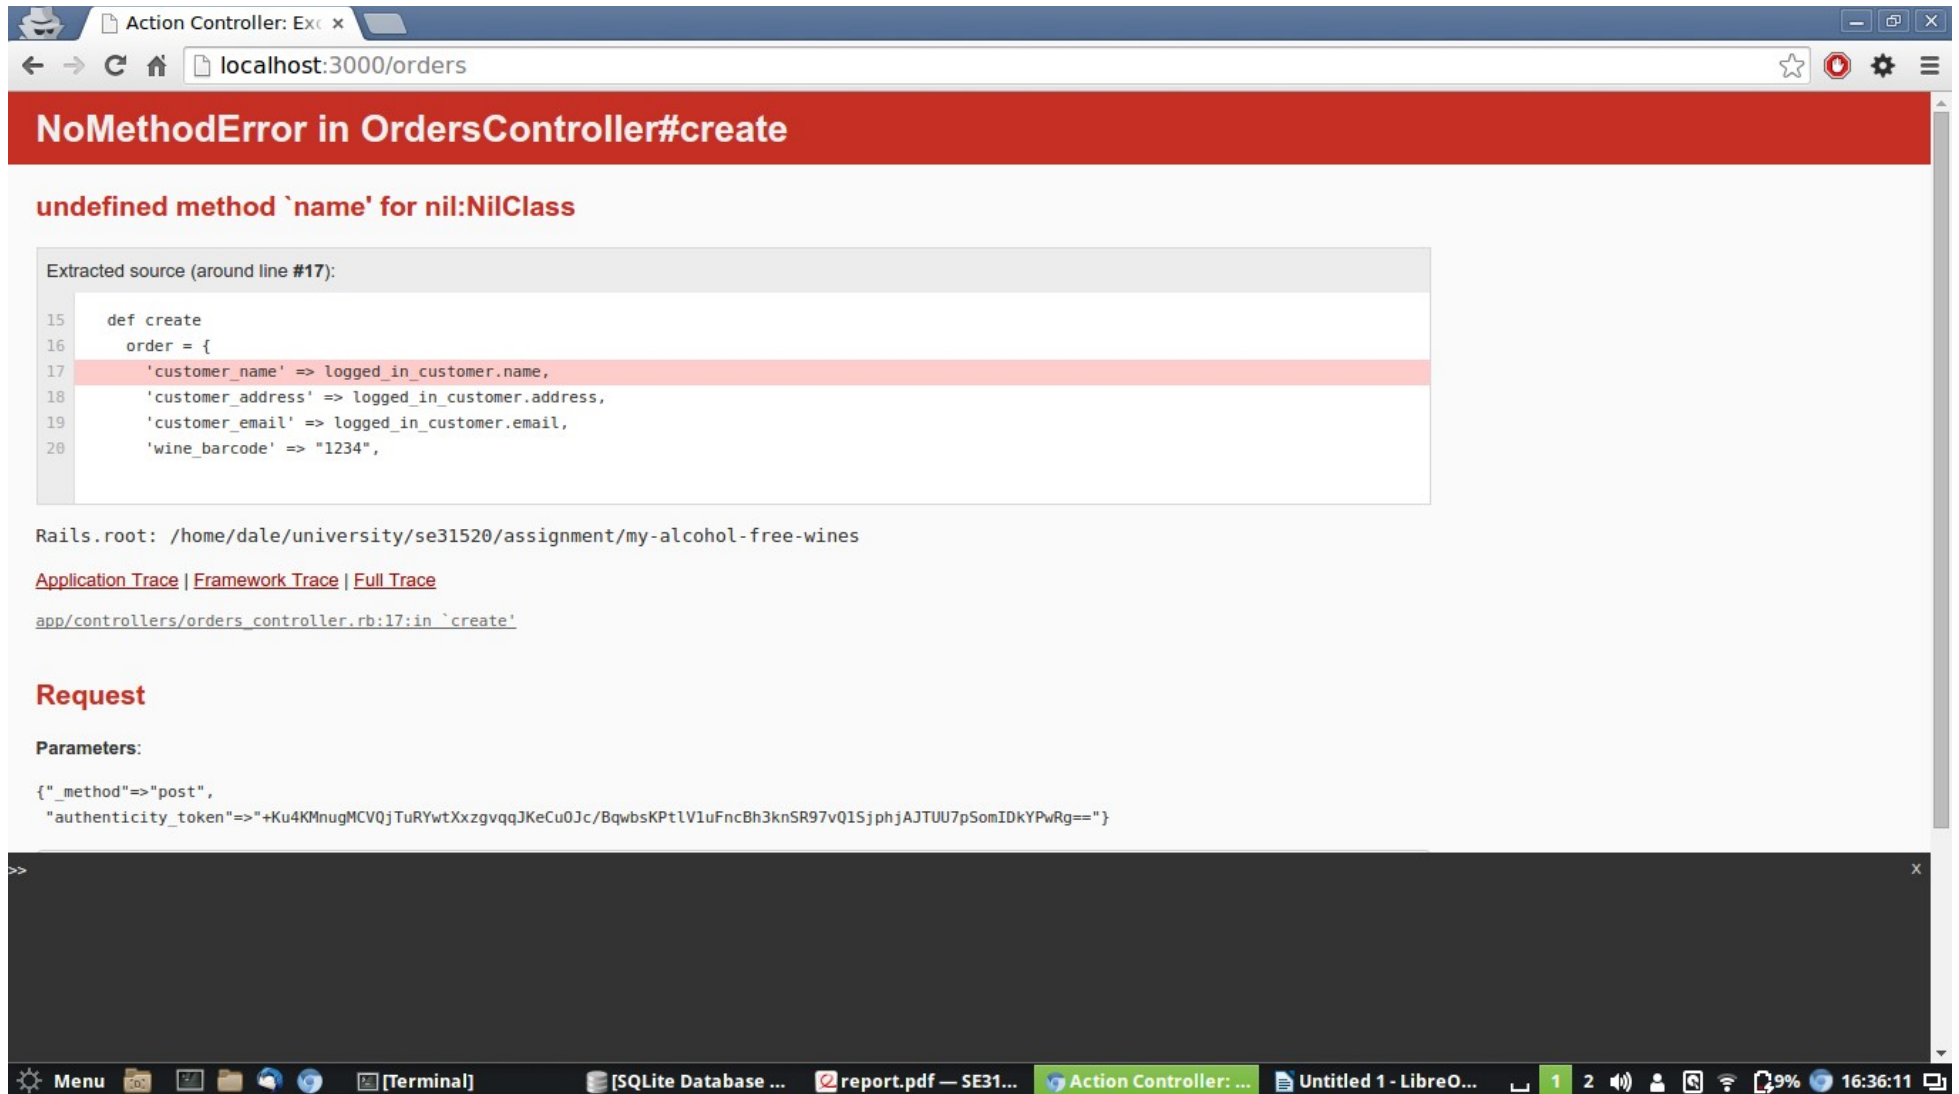 Action Controller: Exc
localhost:3000/orders
NoMethodError in OrdersController#create
undefined method `name' for nil:NilClass
Extracted source (around line #17):
15 def create
16 order = {
17 'customer_name' => logged_in_customer.name,
18 'customer_address' => logged_in_customer.address,
19 'customer_email' => logged_in_customer.email,
20 'wine_barcode' => "1234",
Rails.root: /home/dale/university/se31520/assignment/my-alcohol-free-wines
Application Trace | Framework Trace | Full Trace
app/controllers/orders_controller.rb:17:in `create'
Request
Parameters:
{"_method"=>"post",
"authenticity_token"=>"+Ku4KMnugMCVQjTuRYwtXxzgvqqJKeCuOJc/BqwbsKPtlV1uFncBh3knSR97vQ1SjphjAJTUU7pSomIDkYPwRg=="}
>> x
Menu [Terminal] [SQLite Database ... report.pdf — SE31... Action Controller: ... Untitled 1 - LibreO... 1 2 9% 16:36:11